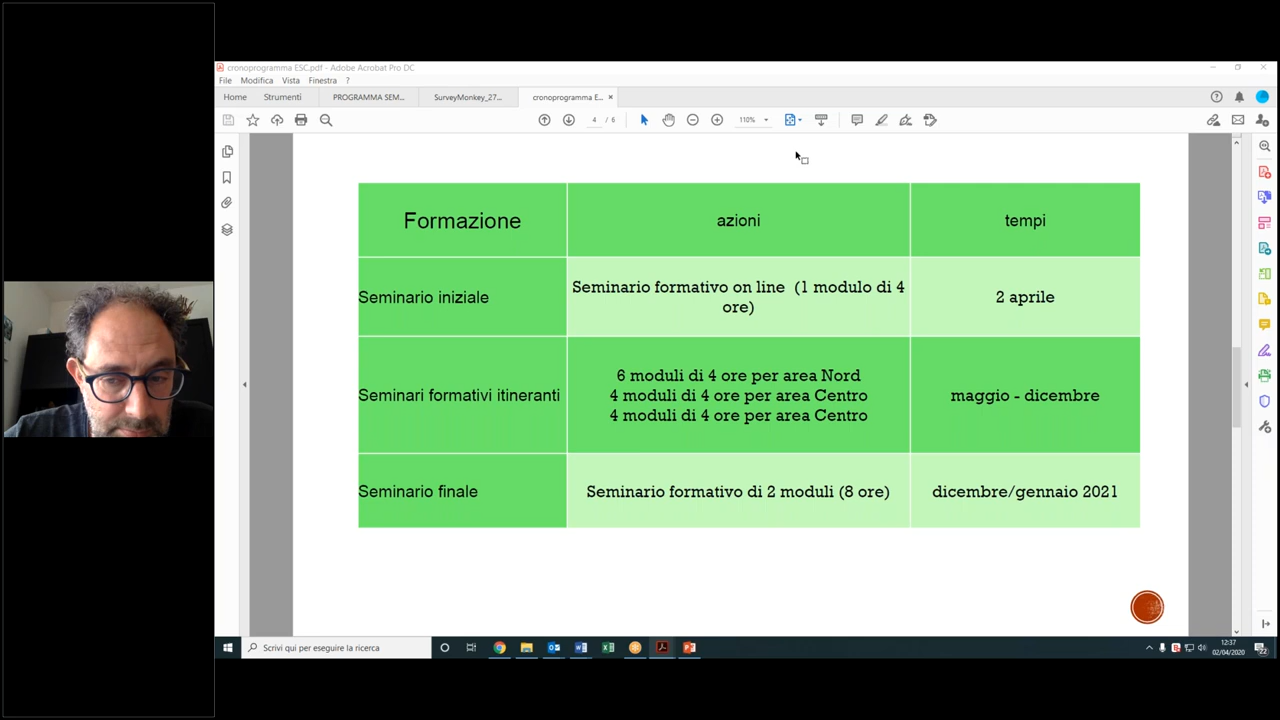 cronoprogramma ESC.pdf - Adobe Acrobat Pro DC
File Modifica Vista Finestra ?
Home Strumenti PROGRAMMA SEM... SurveyMonkey_27... cronoprogramma E... ×
4 / 6 110%
Formazione azioni tempi
Seminario iniziale
Seminario formativo on line (1 modulo di 4
ore)
2 aprile
Seminari formativi itineranti
6 moduli di 4 ore per area Nord
4 moduli di 4 ore per area Centro
4 moduli di 4 ore per area Centro
maggio - dicembre
Seminario finale
Seminario formativo di 2 moduli (8 ore)
dicembre/gennaio 2021
Scrivi qui per eseguire la ricerca
12:37
02/04/2020
22